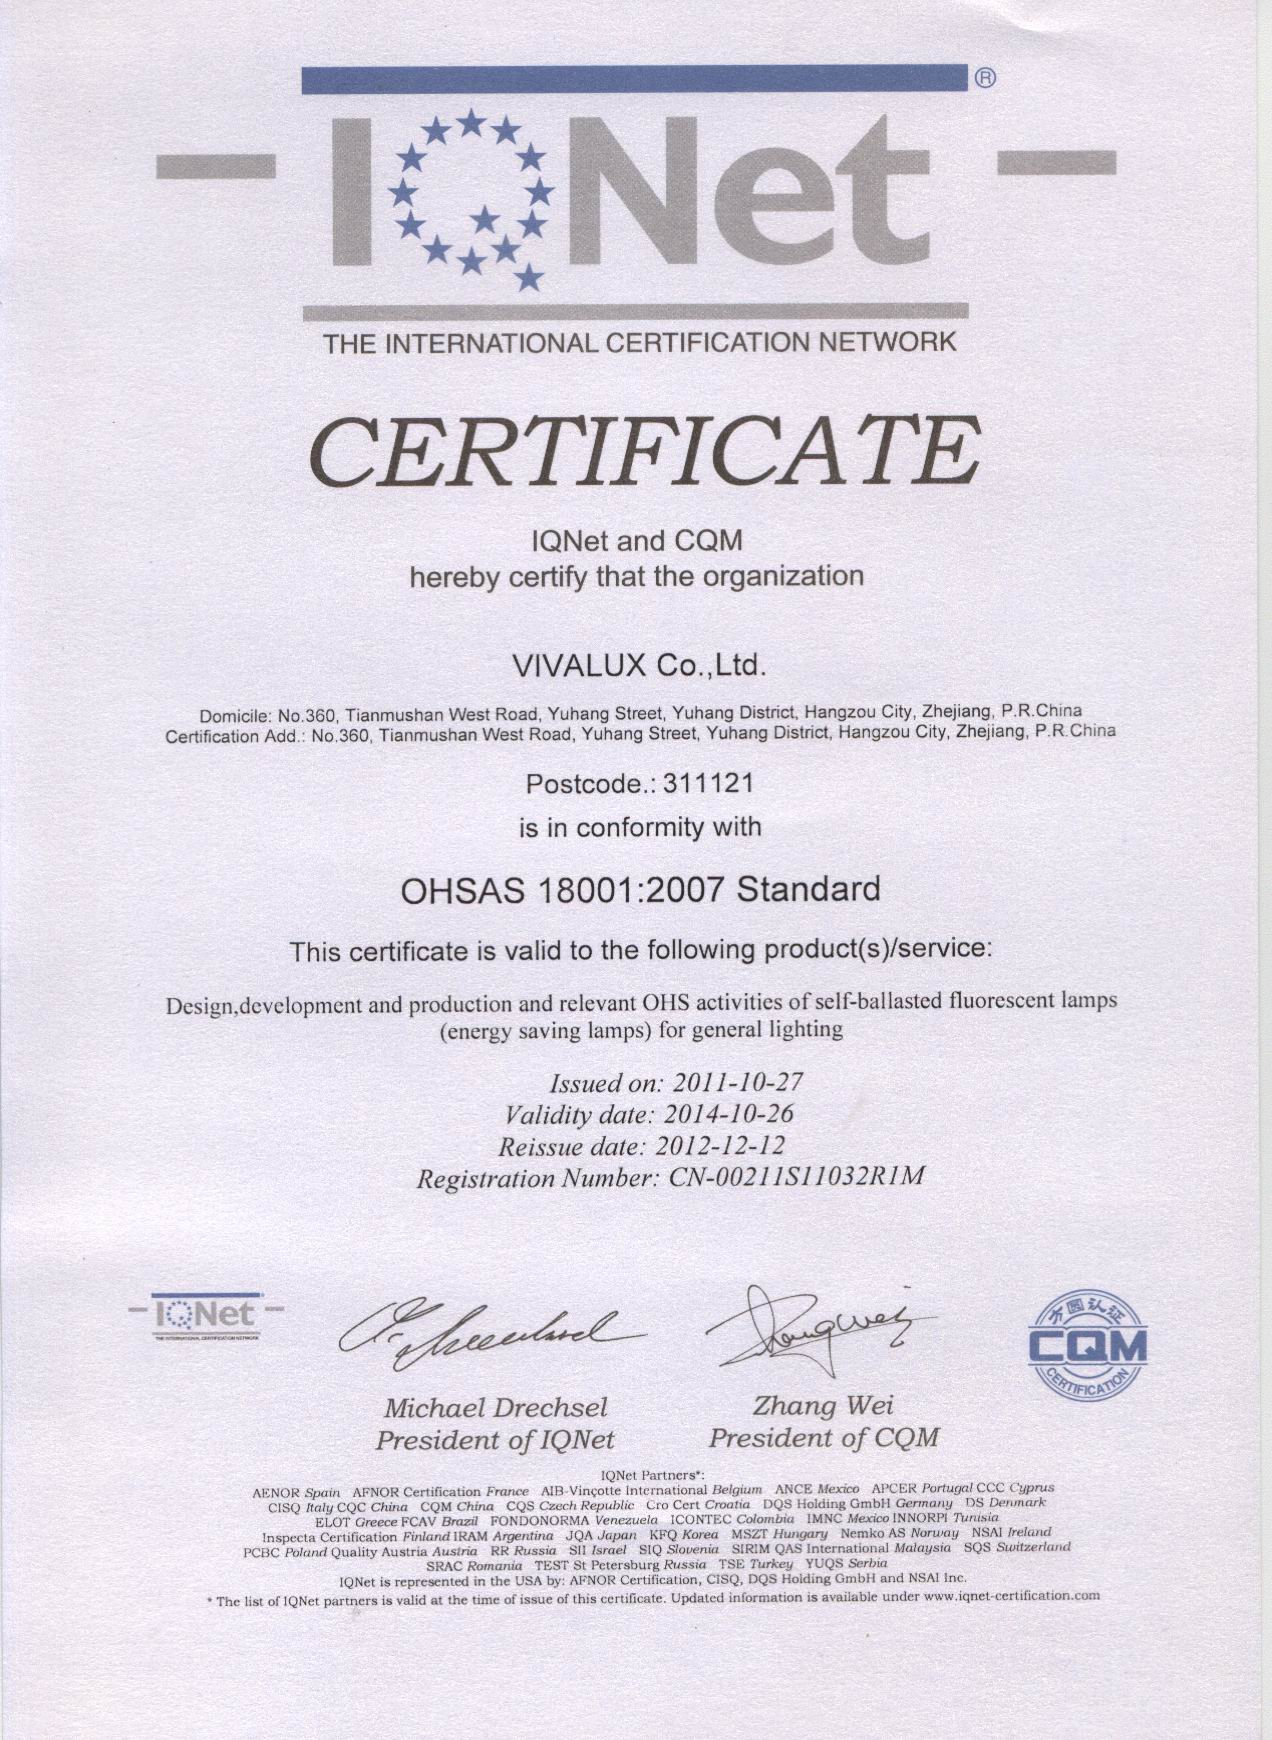 IQNet ®
THE INTERNATIONAL CERTIFICATION NETWORK
CERTIFICATE
IQNet and CQM
hereby certify that the organization
VIVALUX Co.,Ltd.
Domicile: No.360, Tianmushan West Road, Yuhang Street, Yuhang District, Hangzou City, Zhejiang, P.R.China
Certification Add.: No.360, Tianmushan West Road, Yuhang Street, Yuhang District, Hangzou City, Zhejiang, P.R.China
Postcode.: 311121
is in conformity with
OHSAS 18001:2007 Standard
This certificate is valid to the following product(s)/service:
Design,development and production and relevant OHS activities of self-ballasted fluorescent lamps
(energy saving lamps) for general lighting
Issued on: 2011-10-27
Validity date: 2014-10-26
Reissue date: 2012-12-12
Registration Number: CN-00211S11032R1M
IQNet
THE INTERNATIONAL CERTIFICATION NETWORK
方圆认证
CQM
CERTIFICATION
Michael Drechsel
President of IQNet
Zhang Wei
President of CQM
IQNet Partners*:
AENOR Spain AFNOR Certification France AIB-Vinçotte International Belgium ANCE Mexico APCER Portugal CCC Cyprus
CISQ Italy CQC China CQM China CQS Czech Republic Cro Cert Croatia DQS Holding GmbH Germany DS Denmark
ELOT Greece FCAV Brazil FONDONORMA Venezuela ICONTEC Colombia IMNC Mexico INNORPI Tunisia
Inspecta Certification Finland IRAM Argentina JQA Japan KFQ Korea MSZT Hungary Nemko AS Norway NSAI Ireland
PCBC Poland Quality Austria Austria RR Russia SII Israel SIQ Slovenia SIRIM QAS International Malaysia SQS Switzerland
SRAC Romania TEST St Petersburg Russia TSE Turkey YUQS Serbia
IQNet is represented in the USA by: AFNOR Certification, CISQ, DQS Holding GmbH and NSAI Inc.
* The list of IQNet partners is valid at the time of issue of this certificate. Updated information is available under www.iqnet-certification.com